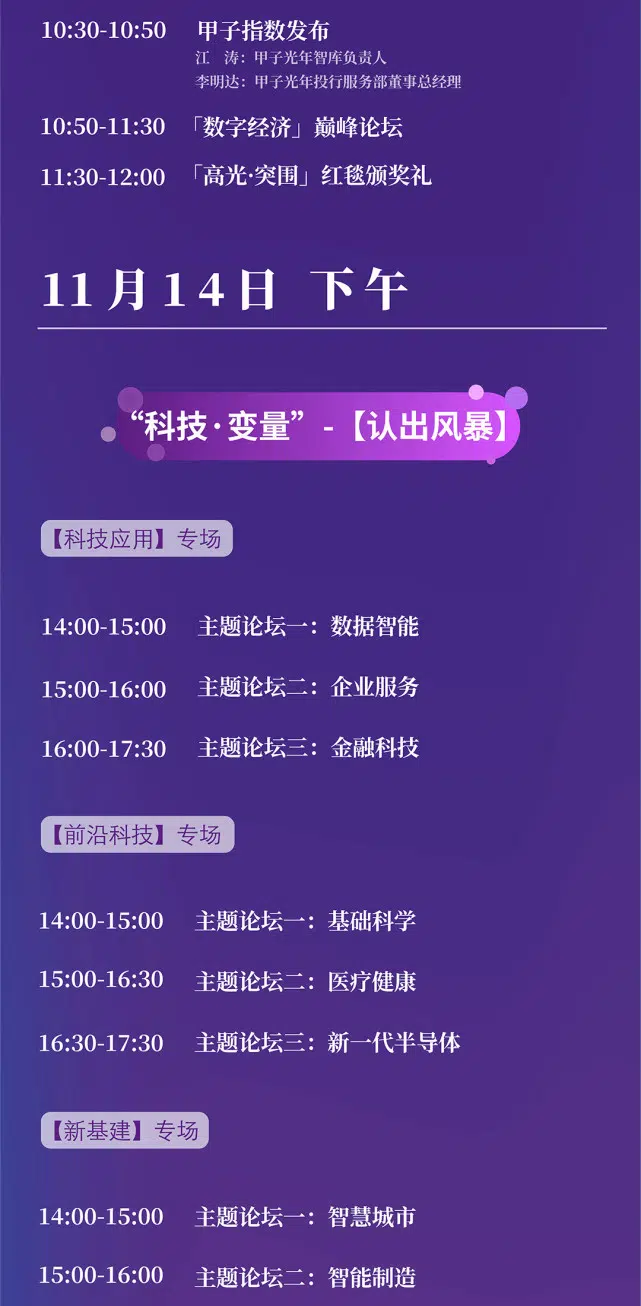 10:30-10:50 甲子指数发布
江 涛：甲子光年智库负责人
李明达：甲子光年投行服务部董事总经理
10:50-11:30 「数字经济」巅峰论坛
11:30-12:00 「高光·突围」红毯颁奖礼
11月14日 下午
“科技·变量”-【认出风暴】
【科技应用】专场
14:00-15:00 主题论坛一：数据智能
15:00-16:00 主题论坛二：企业服务
16:00-17:30 主题论坛三：金融科技
【前沿科技】专场
14:00-15:00 主题论坛一：基础科学
15:00-16:30 主题论坛二：医疗健康
16:30-17:30 主题论坛三：新一代半导体
【新基建】专场
14:00-15:00 主题论坛一：智慧城市
15:00-16:00 主题论坛二：智能制造